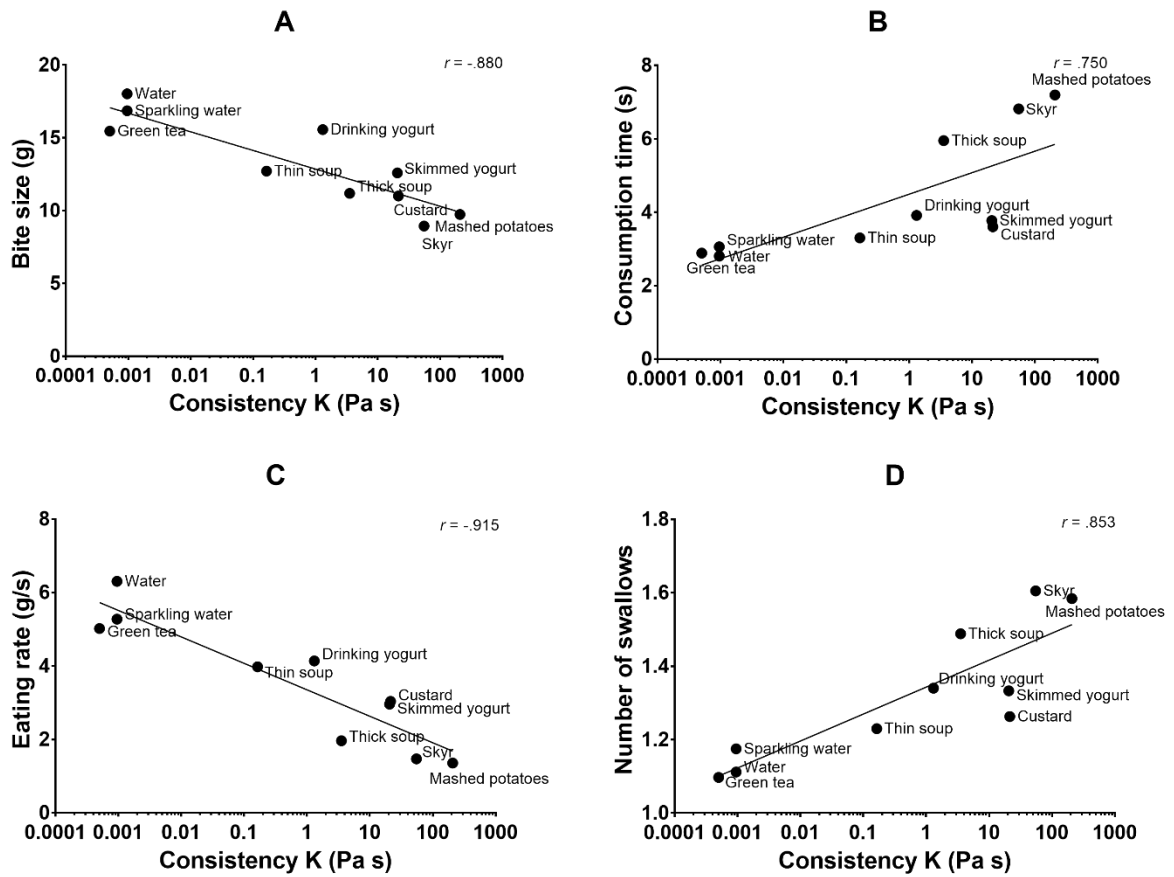 A
r = -.880
Bite size (g)
20
15
10
5
0
Water
Sparkling water
Green tea
Drinking yogurt
Thin soup
Skimmed yogurt
Thick soup
Custard
Mashed potatoes
Skyr
0.0001 0.001 0.01 0.1 1 10 100 1000
Consistency K (Pa s)
B
r = .750
Consumption time (s)
8
6
4
2
0
Mashed potatoes
Skyr
Thick soup
Drinking yogurt
Skimmed yogurt
Custard
Thin soup
Sparkling water
Water
Green tea
0.0001 0.001 0.01 0.1 1 10 100 1000
Consistency K (Pa s)
C
r = -.915
Eating rate (g/s)
8
6
4
2
0
Water
Sparkling water
Green tea
Drinking yogurt
Thin soup
Custard
Skimmed yogurt
Thick soup
Skyr
Mashed potatoes
0.0001 0.001 0.01 0.1 1 10 100 1000
Consistency K (Pa s)
D
r = .853
Number of swallows
1.8
1.6
1.4
1.2
1.0
Skyr
Mashed potatoes
Thick soup
Drinking yogurt
Skimmed yogurt
Custard
Thin soup
Sparkling water
Water
Green tea
0.0001 0.001 0.01 0.1 1 10 100 1000
Consistency K (Pa s)